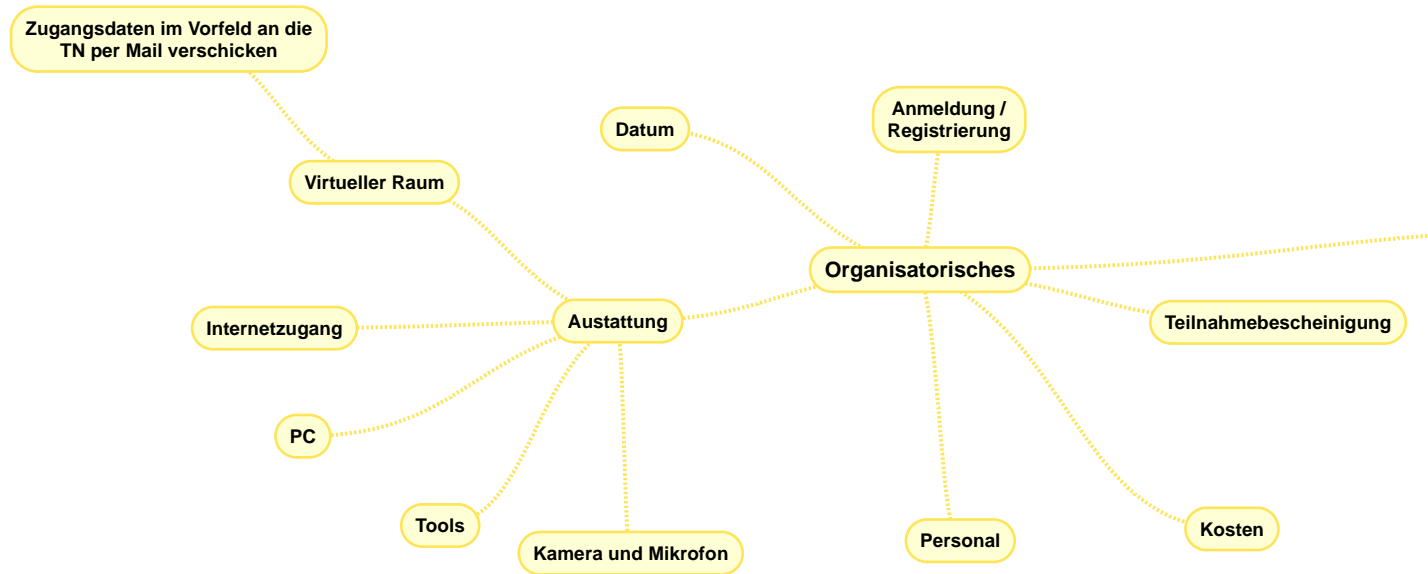 Zugangsdaten im Vorfeld an die
TN per Mail verschicken
Anmeldung /
Registrierung
Datum
Virtueller Raum
Organisatorisches
Austattung
Internetzugang
Teilnahmebescheinigung
PC
Tools
Kamera und Mikrofon
Personal
Kosten